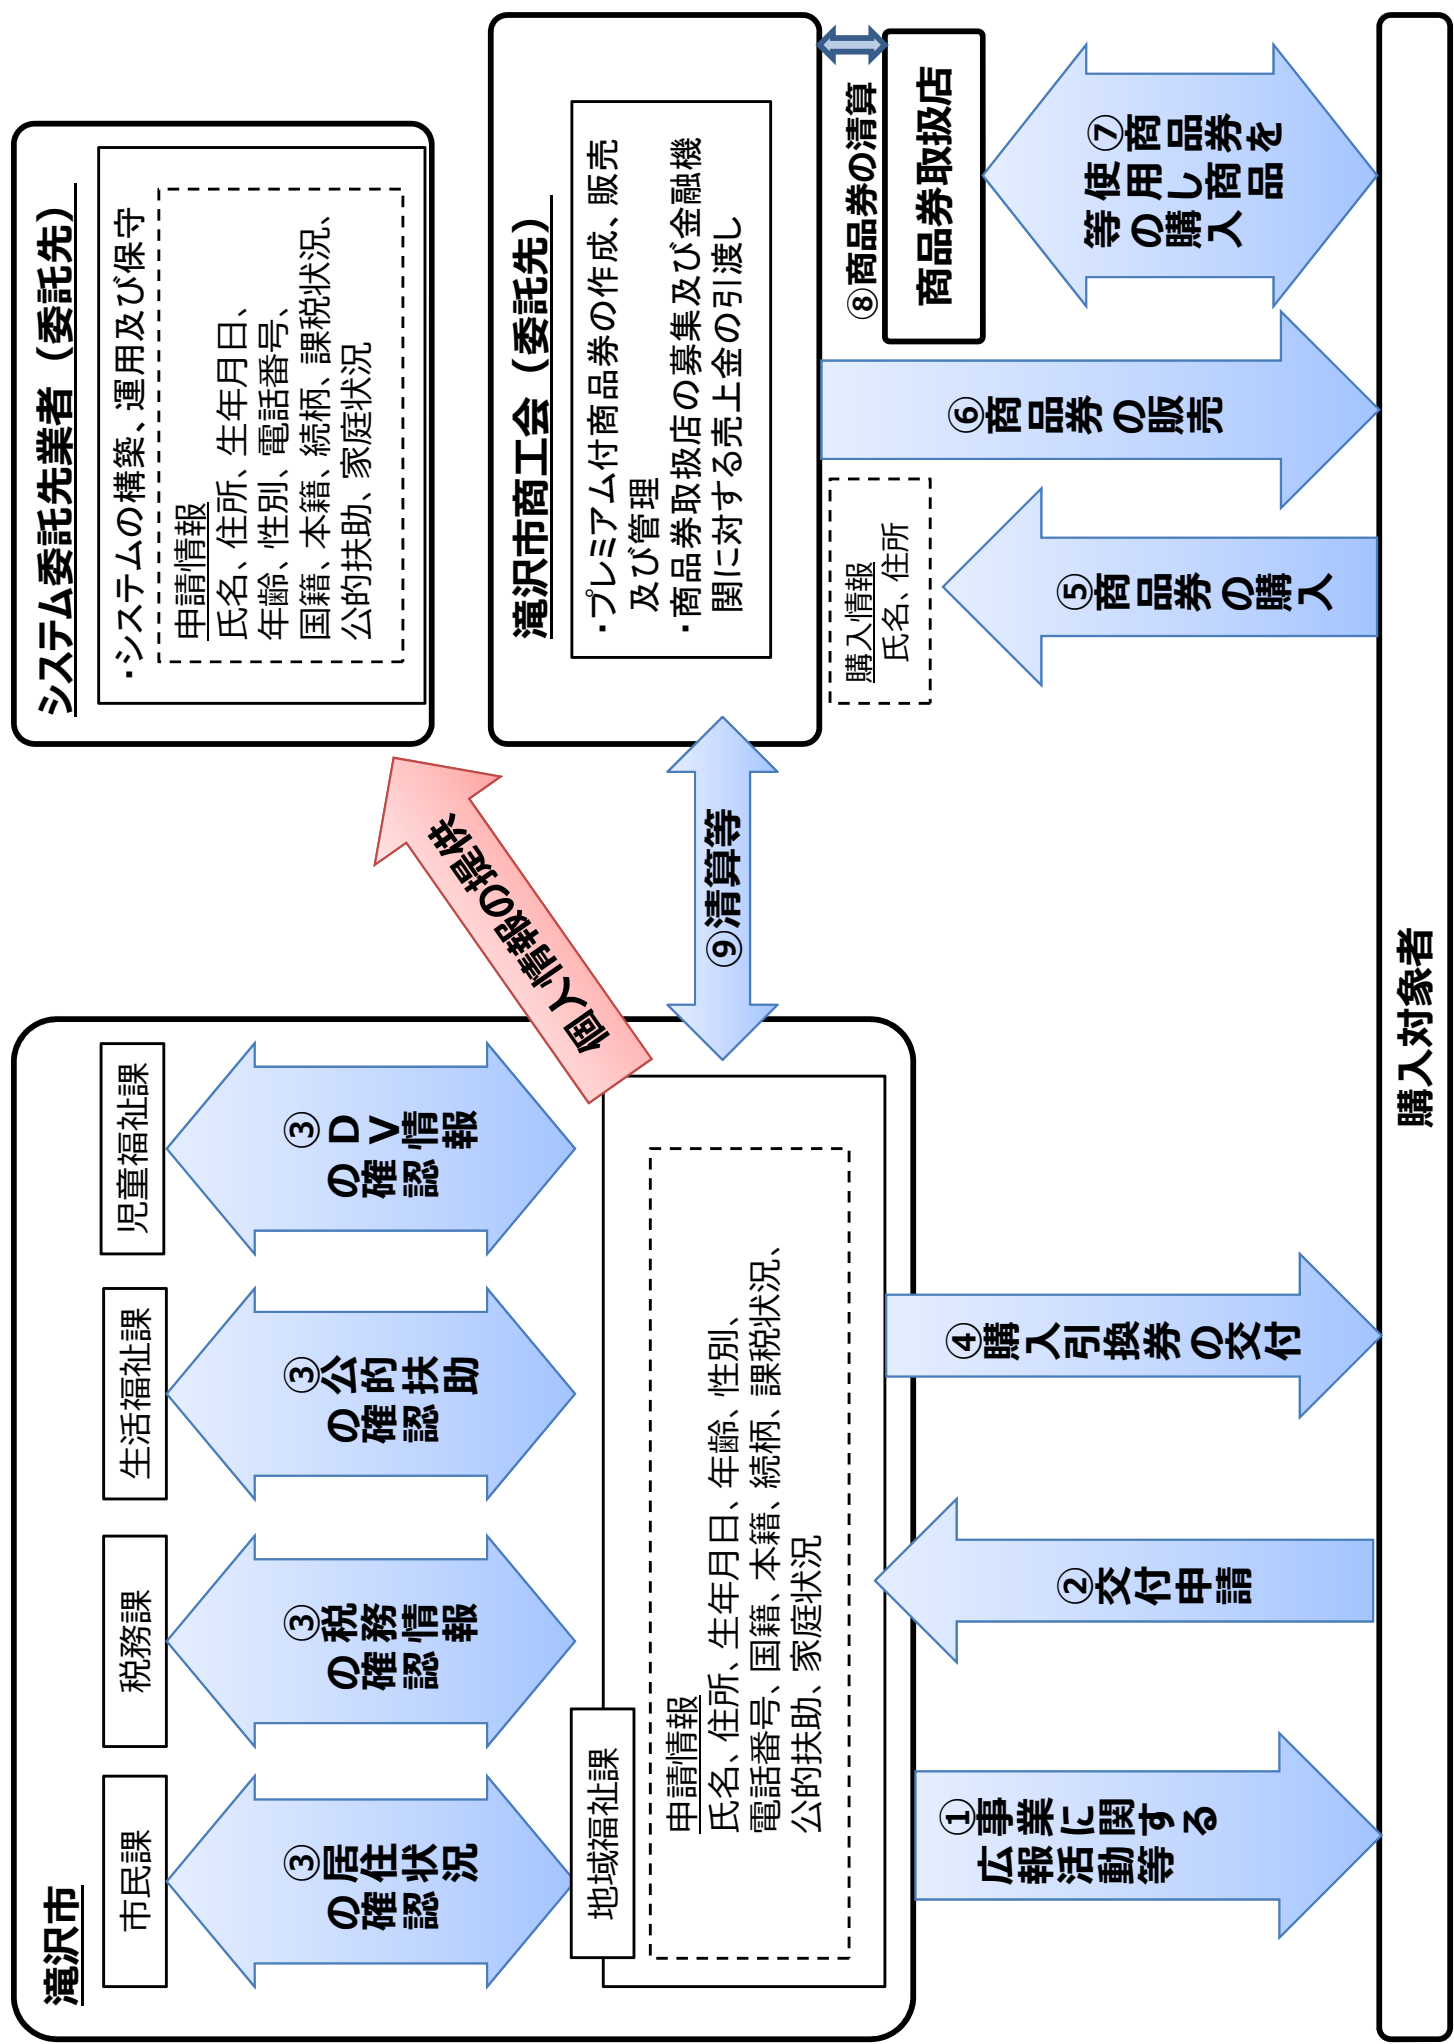 滝沢市
市民課
税務課
生活福祉課
児童福祉課
③居住状況
の確認
③税務情報
の確認
③公的扶助
の確認
③DV情報
の確認
地域福祉課
申請情報
氏名、住所、生年月日、年齢、性別、
電話番号、国籍、本籍、続柄、課税状況、
公的扶助、家庭状況
個人情報の提供
⑨清算等
システム委託先業者（委託先）
・システムの構築、運用及び保守
申請情報
氏名、住所、生年月日、
年齢、性別、電話番号、
国籍、本籍、続柄、課税状況、
公的扶助、家庭状況
滝沢市商工会（委託先）
・プレミアム付商品券の作成、販売
及び管理
・商品券取扱店の募集及び金融機
関に対する売上金の引渡し
購入情報
氏名、住所
⑧商品券の清算
商品券取扱店
①事業に関する
広報活動等
②交付申請
④購入引換券の交付
⑤商品券の購入
⑥商品券の販売
⑦商品券を
使用し商品
等の購入
購入対象者